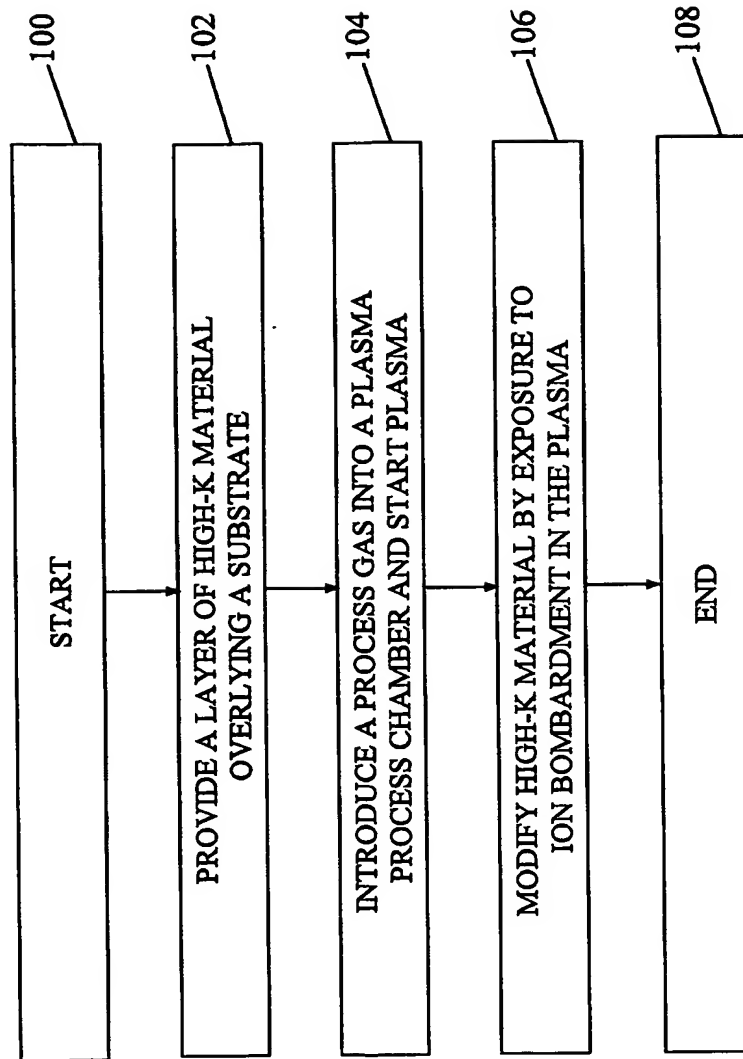 START
100
PROVIDE A LAYER OF HIGH-K MATERIAL
OVERLYING A SUBSTRATE
102
INTRODUCE A PROCESS GAS INTO A PLASMA
PROCESS CHAMBER AND START PLASMA
104
MODIFY HIGH-K MATERIAL BY EXPOSURE TO
ION BOMBARDMENT IN THE PLASMA
106
END
108